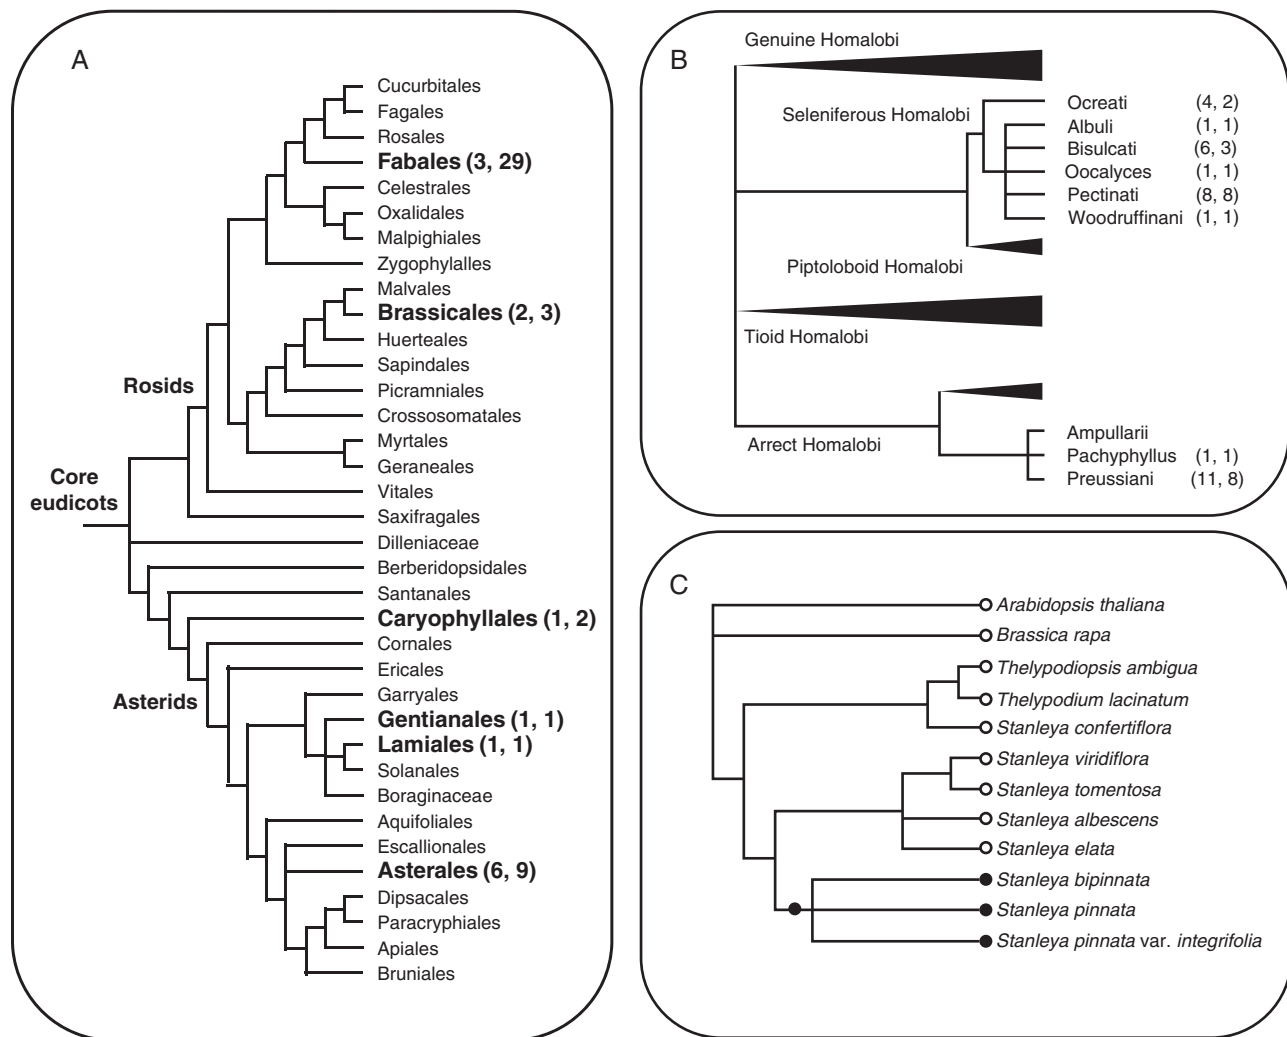 A
Cucurbitales
Fagales
Rosales
Fabales (3, 29)
Celestrales
Oxalidales
Malpighiales
Zygophylalles
Malvales
Brassicales (2, 3)
Huerteales
Sapindales
Picramniales
Crossosomatales
Myrtales
Geraneales
Vitales
Saxifragales
Dilleniaceae
Berberidopsidales
Santanales
Caryophyllales (1, 2)
Cornales
Ericales
Garryales
Gentianales (1, 1)
Lamiales (1, 1)
Solanales
Boraginaceae
Aquifoliales
Escallionales
Asterales (6, 9)
Dipsacales
Paracryphiales
Apiales
Bruniales
Rosids
Core
eudicots
Asterids
B
Genuine Homalobi
Seleniferous Homalobi
Ocreati (4, 2)
Albuli (1, 1)
Bisulcati (6, 3)
Oocalyces (1, 1)
Pectinati (8, 8)
Woodruffinani (1, 1)
Piptoloboid Homalobi
Tioid Homalobi
Arrect Homalobi
Ampullarii
Pachyphyllus (1, 1)
Preussiani (11, 8)
C
Arabidopsis thaliana
Brassica rapa
Thelypodiopsis ambigua
Thelypodium lacinatum
Stanleya confertiflora
Stanleya viridiflora
Stanleya tomentosa
Stanleya albescens
Stanleya elata
Stanleya bipinnata
Stanleya pinnata
Stanleya pinnata var. integrifolia